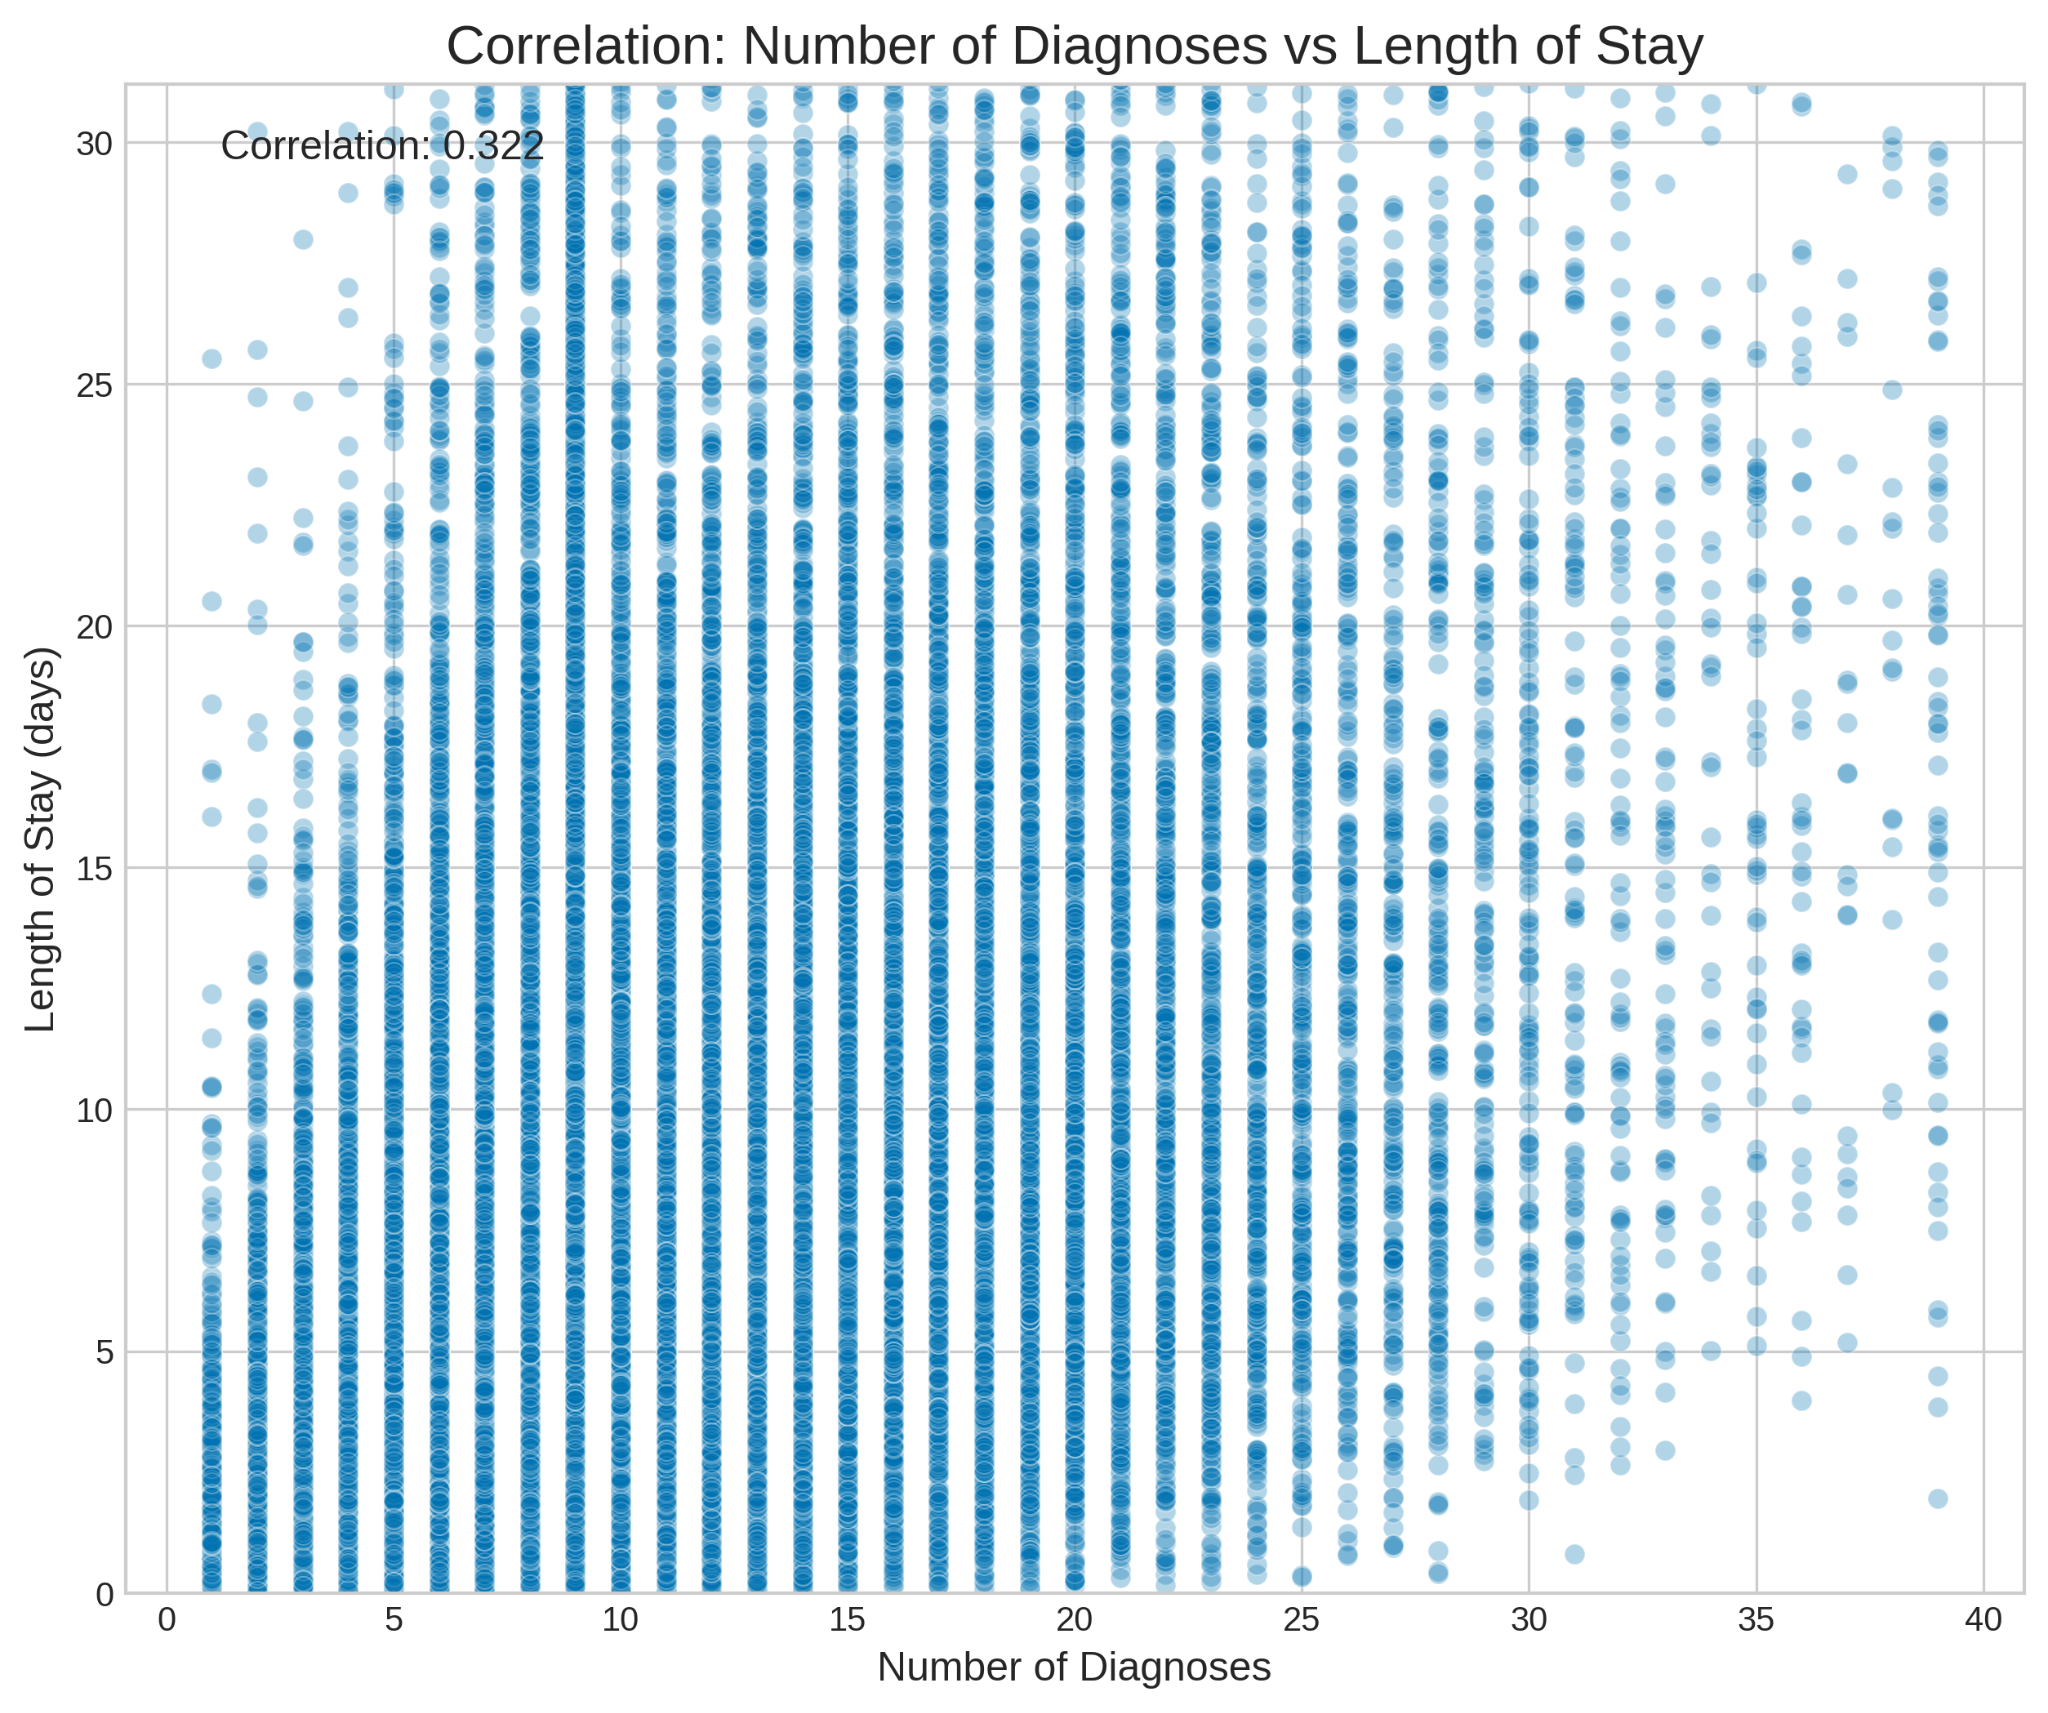 Correlation: Number of Diagnoses vs Length of Stay
Correlation: 0.322
30
25
20
15
10
5
0
Length of Stay (days)
0 5 10 15 20 25 30 35 40
Number of Diagnoses